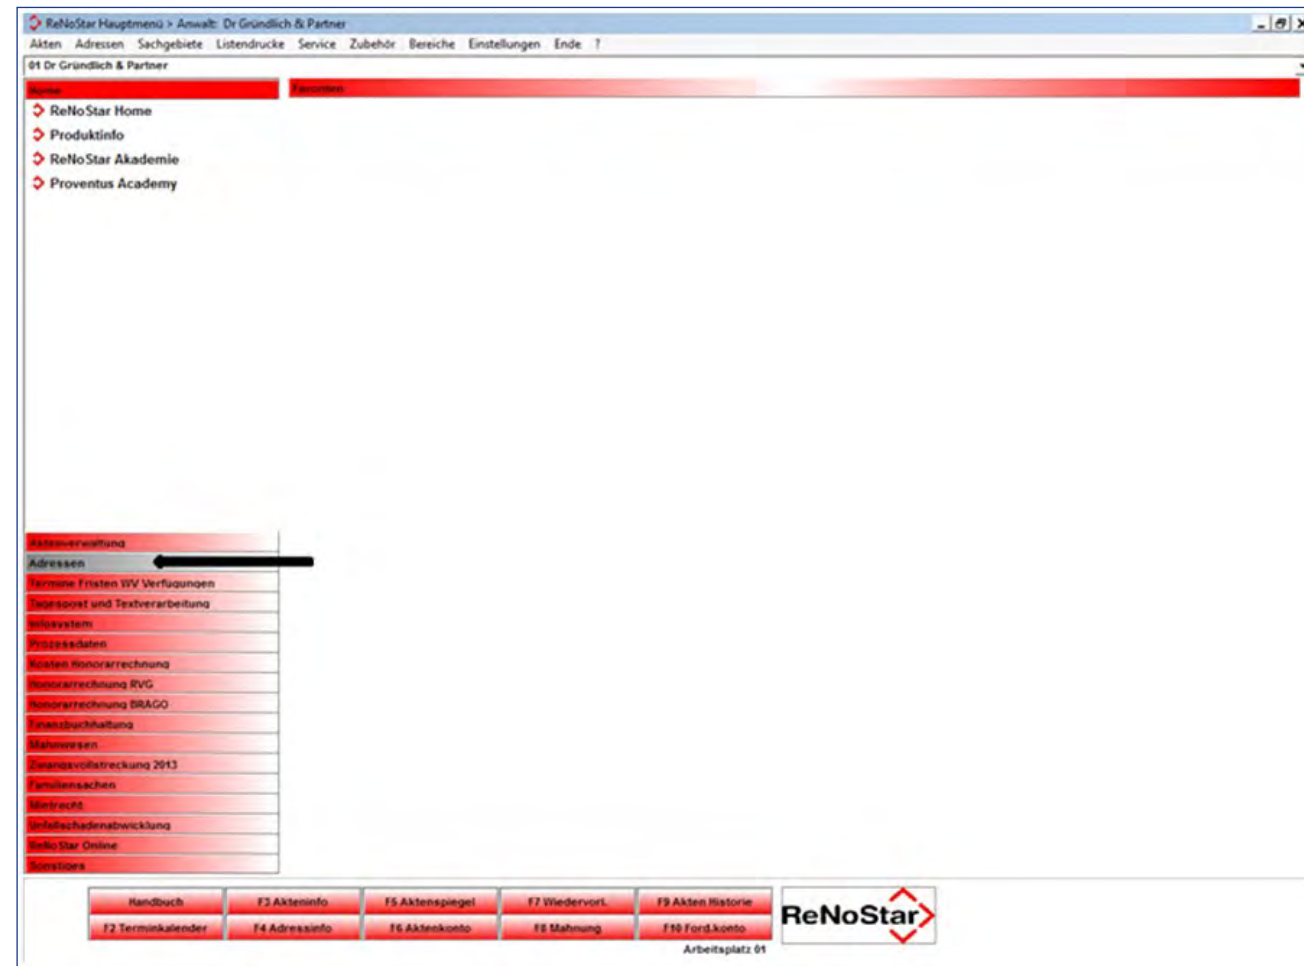 ReNoStar Hauptmenü > Anwalt: Dr Gründlich & Partner
Akten Adressen Sachgebiete Listendrucke Service Zubehör Bereiche Einstellungen Ende ?
01 Dr Gründlich & Partner
Home Favoriten
ReNoStar Home
Produktinfo
ReNoStar Akademie
Proventus Academy
Aktenverwaltung
Adressen
Termine Fristen WV Verfügungen
Tagespost und Textverarbeitung
Infosystem
Prozessdaten
Kosten Honorarrechnung
Honorarrechnung RVG
Honorarrechnung BRAGO
Finanzbuchhaltung
Mahnwesen
Zwangsvollstreckung 2013
Familiensachen
Mietrecht
Unfallschadenabwicklung
ReNoStar Online
Sonstiges
Handbuch F3 Akteninfo F5 Aktenspiegel F7 Wiedervorl. F9 Akten Historie
F2 Terminkalender F4 Adressinfo F6 Aktenkonto F8 Mahnung F10 Ford.konto
ReNoStar
Arbeitsplatz 01